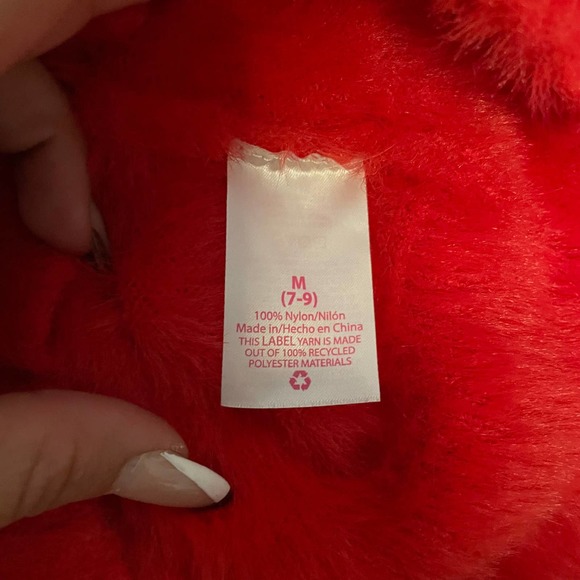 M
(7-9)
100% Nylon/Nilón
Made in/Hecho en China
THIS LABEL YARN IS MADE
OUT OF 100% RECYCLED
POLYESTER MATERIALS